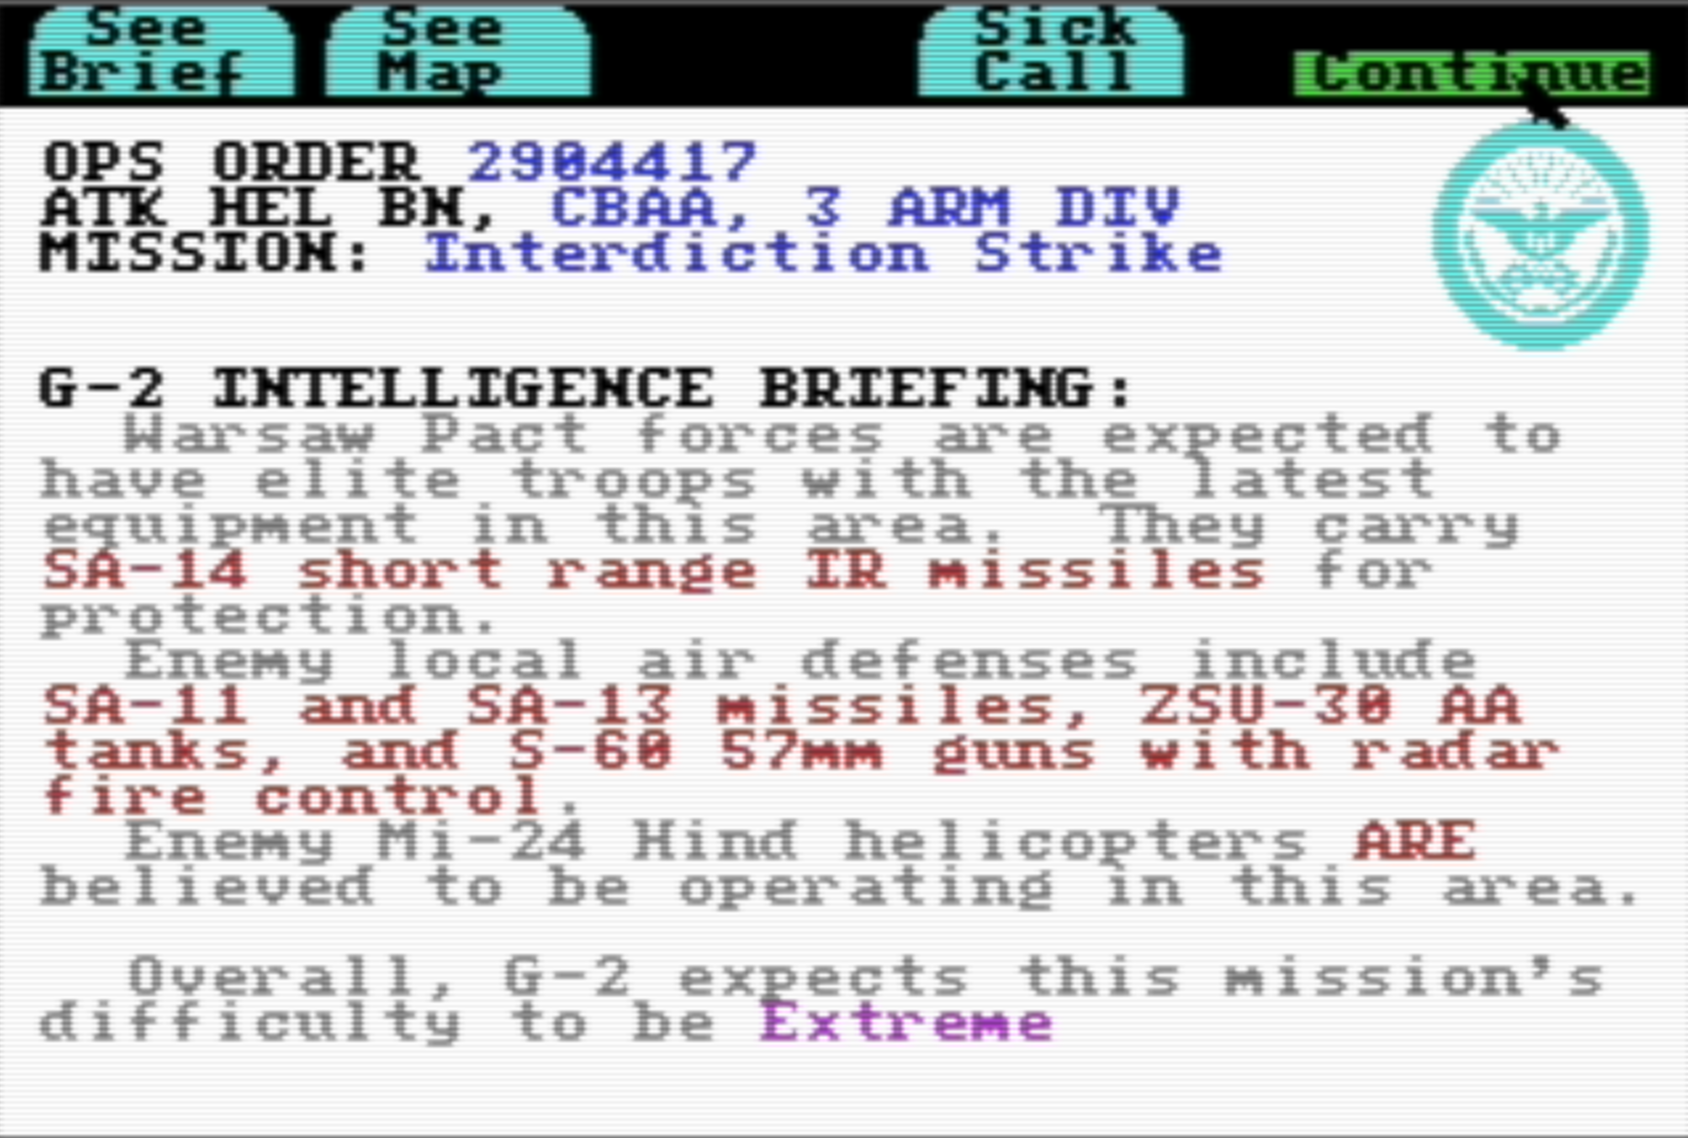 See
Brief
See
Map
Sick
Call
Continue
OPS ORDER 2904417
ATK HEL BN, CBAA, 3 ARM DIV
MISSION: Interdiction Strike
G-2 INTELLIGENCE BRIEFING:
Warsaw Pact forces are expected to
have elite troops with the latest
equipment in this area. They carry
SA-14 short range IR missiles for
protection.
Enemy local air defenses include
SA-11 and SA-13 missiles, ZSU-30 AA
tanks, and S-60 57mm guns with radar
fire control.
Enemy Mi-24 Hind helicopters ARE
believed to be operating in this area.
Overall, G-2 expects this mission's
difficulty to be Extreme